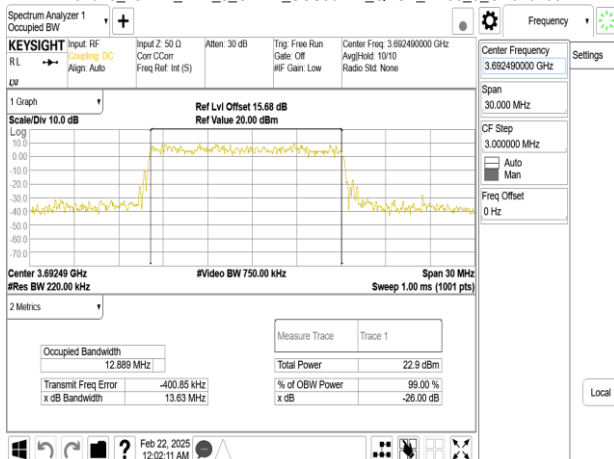 Spectrum Analyzer 1
Occupied BW
Frequency
KEYSIGHT
Input: RF
Input Z: 50 Ω
Atten: 30 dB
Trig: Free Run
Center Freq: 3.692490000 GHz
RL
Coupling: DC
Corr CCorr
Gate: Off
Avg|Hold: 10/10
Align: Auto
Freq Ref: Int (S)
#IF Gain: Low
Radio Std: None
LXI
Center Frequency
3.692490000 GHz
Settings
Span
30.000 MHz
CF Step
3.000000 MHz
Auto
Man
Freq Offset
0 Hz
Local
1 Graph
Ref Lvl Offset 15.68 dB
Scale/Div 10.0 dB
Ref Value 20.00 dBm
Log
10.0
0.00
-10.0
-20.0
-30.0
-40.0
-50.0
-60.0
-70.0
Center 3.69249 GHz
#Video BW 750.00 kHz
Span 30 MHz
#Res BW 220.00 kHz
Sweep 1.00 ms (1001 pts)
2 Metrics
Measure Trace
Trace 1
Occupied Bandwidth
12.889 MHz
Total Power
22.9 dBm
Transmit Freq Error
-400.85 kHz
% of OBW Power
99.00 %
x dB Bandwidth
13.63 MHz
x dB
-26.00 dB
Feb 22, 2025
12:02:11 AM